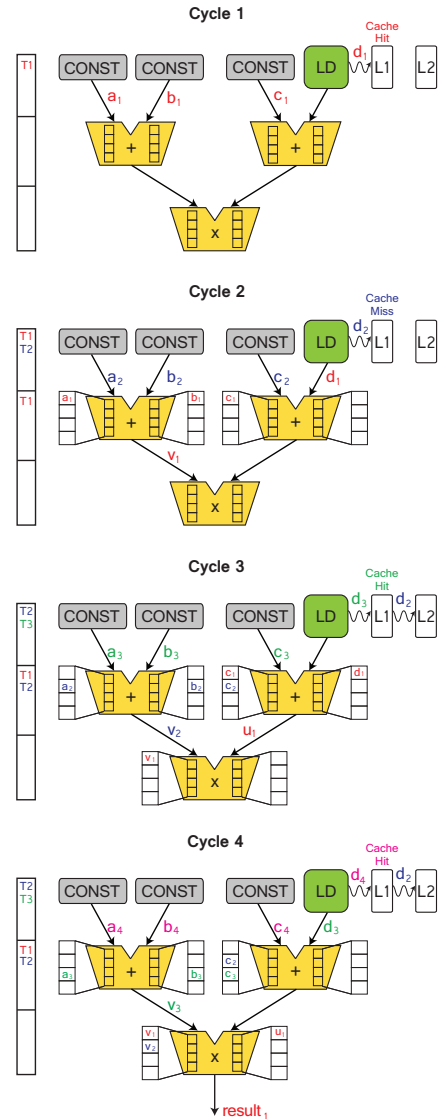 Cycle 1
Cache
Hit
T1
CONST CONST CONST LD d1 L1 L2
a1 b1 c1
+ +
x
Cycle 2
Cache
Miss
T1
T2
CONST CONST CONST LD d2 L1 L2
a2 b2 c2 d1
T1 a1 b1 c1
+ +
v1
x
Cycle 3
Cache
Hit
T2
T3
CONST CONST CONST LD d3 L1 d2 L2
a3 b3 c3
T1 c1 d1
T2 a2 b2 c2
+ +
v2 u1
v1
x
Cycle 4
Cache
Hit
T2
T3
CONST CONST CONST LD d4 L1 d2 L2
a4 b4 c4 d3
T1
T2 c2
a3 + b3 c3 +
v3
v1 u1
v2 x
result1